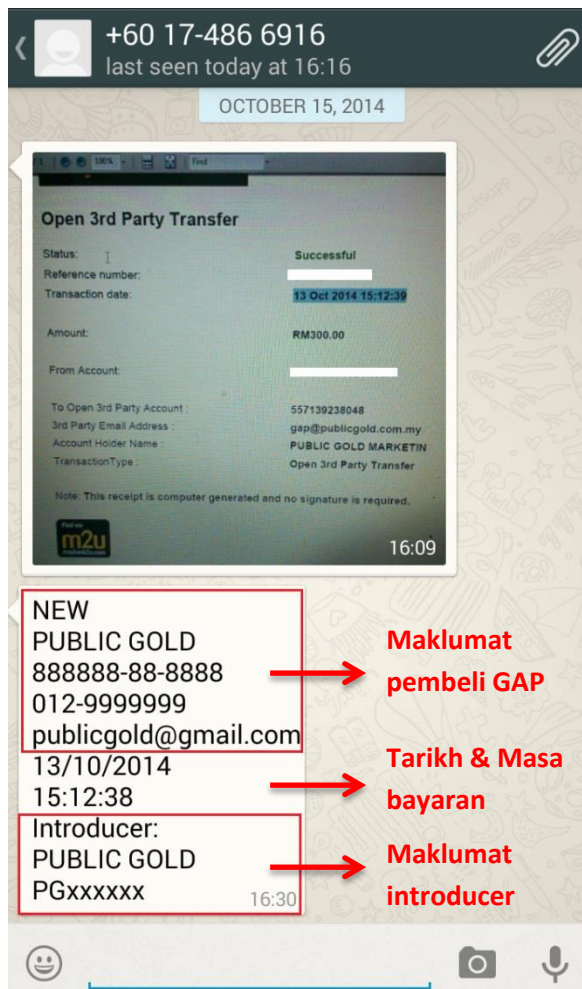 +60 17-486 6916
last seen today at 16:16
OCTOBER 15, 2014
100%
Find
Open 3rd Party Transfer
Status: Successful
Reference number:
Transaction date: 13 Oct 2014 15:12:39
Amount: RM300.00
From Account:
To Open 3rd Party Account : 557139238048
3rd Party Email Address : gap@publicgold.com.my
Account Holder Name : PUBLIC GOLD MARKETIN
TransactionType : Open 3rd Party Transfer
Note: This receipt is computer generated and no signature is required.
m2u
16:09
NEW
PUBLIC GOLD
888888-88-8888
012-9999999
publicgold@gmail.com
Maklumat
pembeli GAP
13/10/2014
15:12:38
Tarikh & Masa
bayaran
Introducer:
PUBLIC GOLD
PGxxxxxx
16:30
Maklumat
introducer